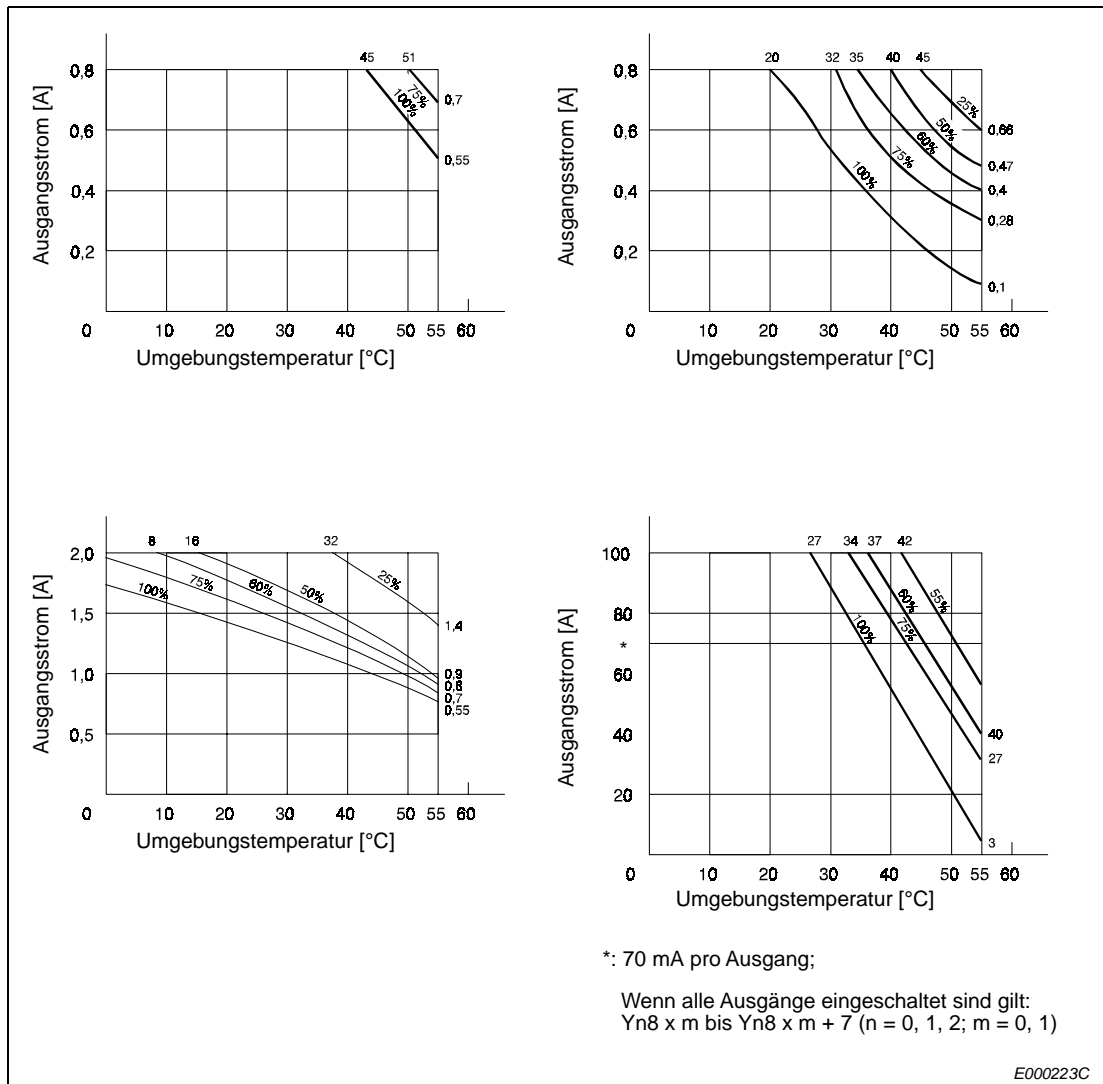 45 51
0,8
0,6
0,4
0,2
0
Ausgangsstrom [A]
75%
100%
0,7
0,55
10 20 30 40 50 55 60
Umgebungstemperatur [°C]
20 32 35 40 45
0,8
0,6
0,4
0,2
0
Ausgangsstrom [A]
25%
50%
60%
75%
100%
0,66
0,47
0,4
0,28
0,1
10 20 30 40 50 55 60
Umgebungstemperatur [°C]
8 16 32
2,0
1,5
1,0
0,5
0
Ausgangsstrom [A]
100%
75%
60%
50%
25%
1,4
0,9
0,8
0,7
0,55
10 20 30 40 50 55 60
Umgebungstemperatur [°C]
27 34 37 42
100
80
*
60
40
20
0
Ausgangsstrom [A]
55%
60%
75%
100%
40
27
3
10 20 30 40 50 55 60
Umgebungstemperatur [°C]
*: 70 mA pro Ausgang;
Wenn alle Ausgänge eingeschaltet sind gilt:
Yn8 x m bis Yn8 x m + 7 (n = 0, 1, 2; m = 0, 1)
E000223C